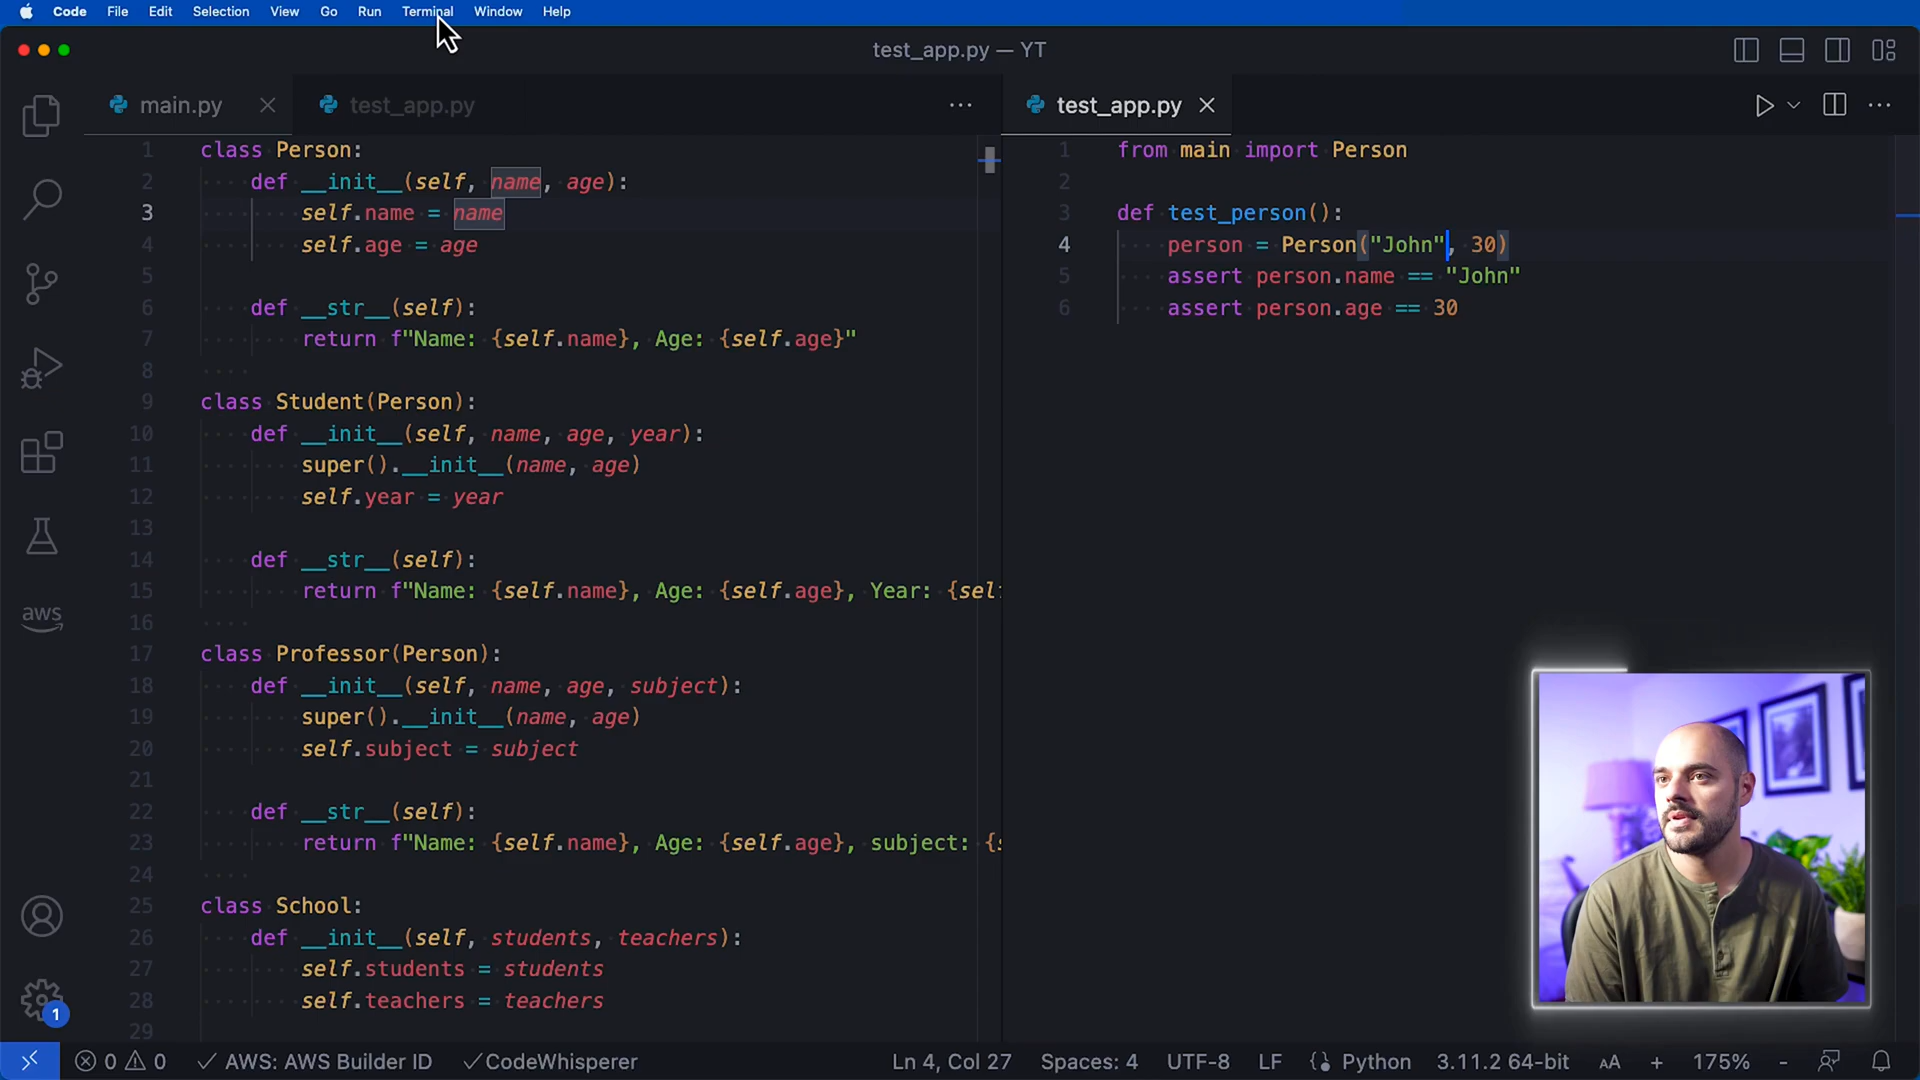 Code File Edit Selection View Go Run Terminal Window Help
test_app.py — YT
main.py
test_app.py
1 class Person:
2 def __init__(self, name, age):
3 self.name = name
4 self.age = age
5
6 def __str__(self):
7 return f"Name: {self.name}, Age: {self.age}"
8
9 class Student(Person):
10 def __init__(self, name, age, year):
11 super().__init__(name, age)
12 self.year = year
13
14 def __str__(self):
15 return f"Name: {self.name}, Age: {self.age}, Year: {sel
16
17 class Professor(Person):
18 def __init__(self, name, age, subject):
19 super().__init__(name, age)
20 self.subject = subject
21
22 def __str__(self):
23 return f"Name: {self.name}, Age: {self.age}, subject: {s
24
25 class School:
26 def __init__(self, students, teachers):
27 self.students = students
28 self.teachers = teachers
29
test_app.py
1 from main import Person
2
3 def test_person():
4 person = Person("John", 30)
5 assert person.name == "John"
6 assert person.age == 30
aws
1
0 0 AWS: AWS Builder ID CodeWhisperer Ln 4, Col 27 Spaces: 4 UTF-8 LF Python 3.11.2 64-bit AA + 175% -